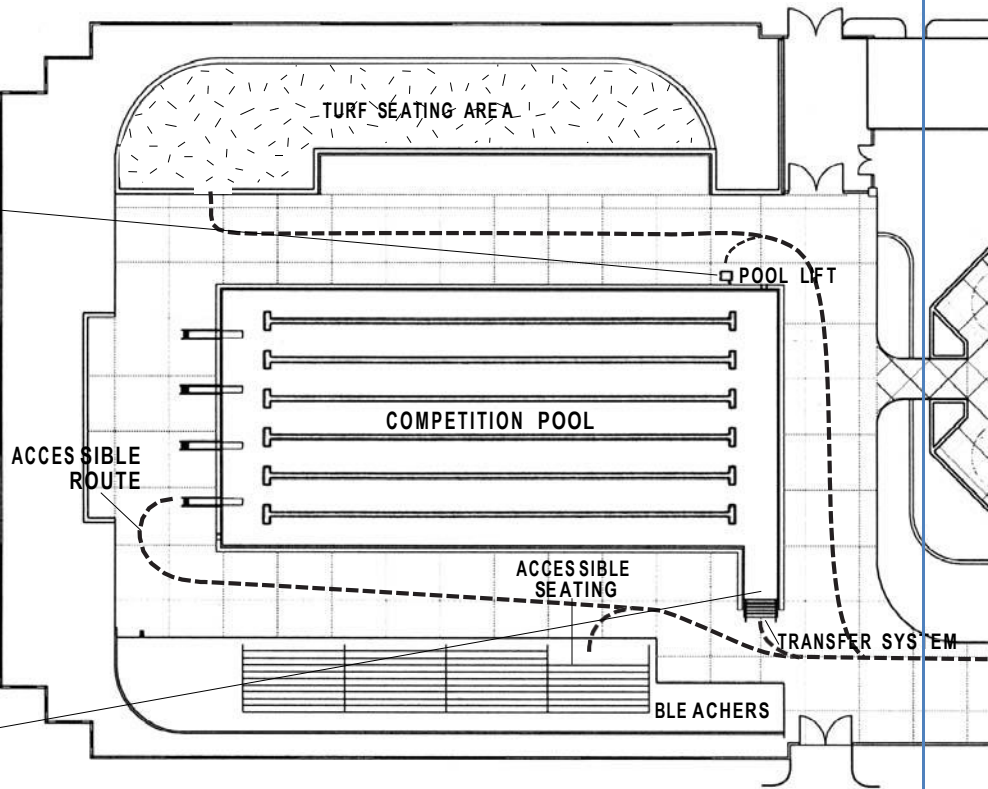 TURF SEATING AREA
POOL LIFT
COMPETITION POOL
ACCESSIBLE
ROUTE
ACCESSIBLE
SEATING
TRANSFER SYSTEM
BLEACHERS